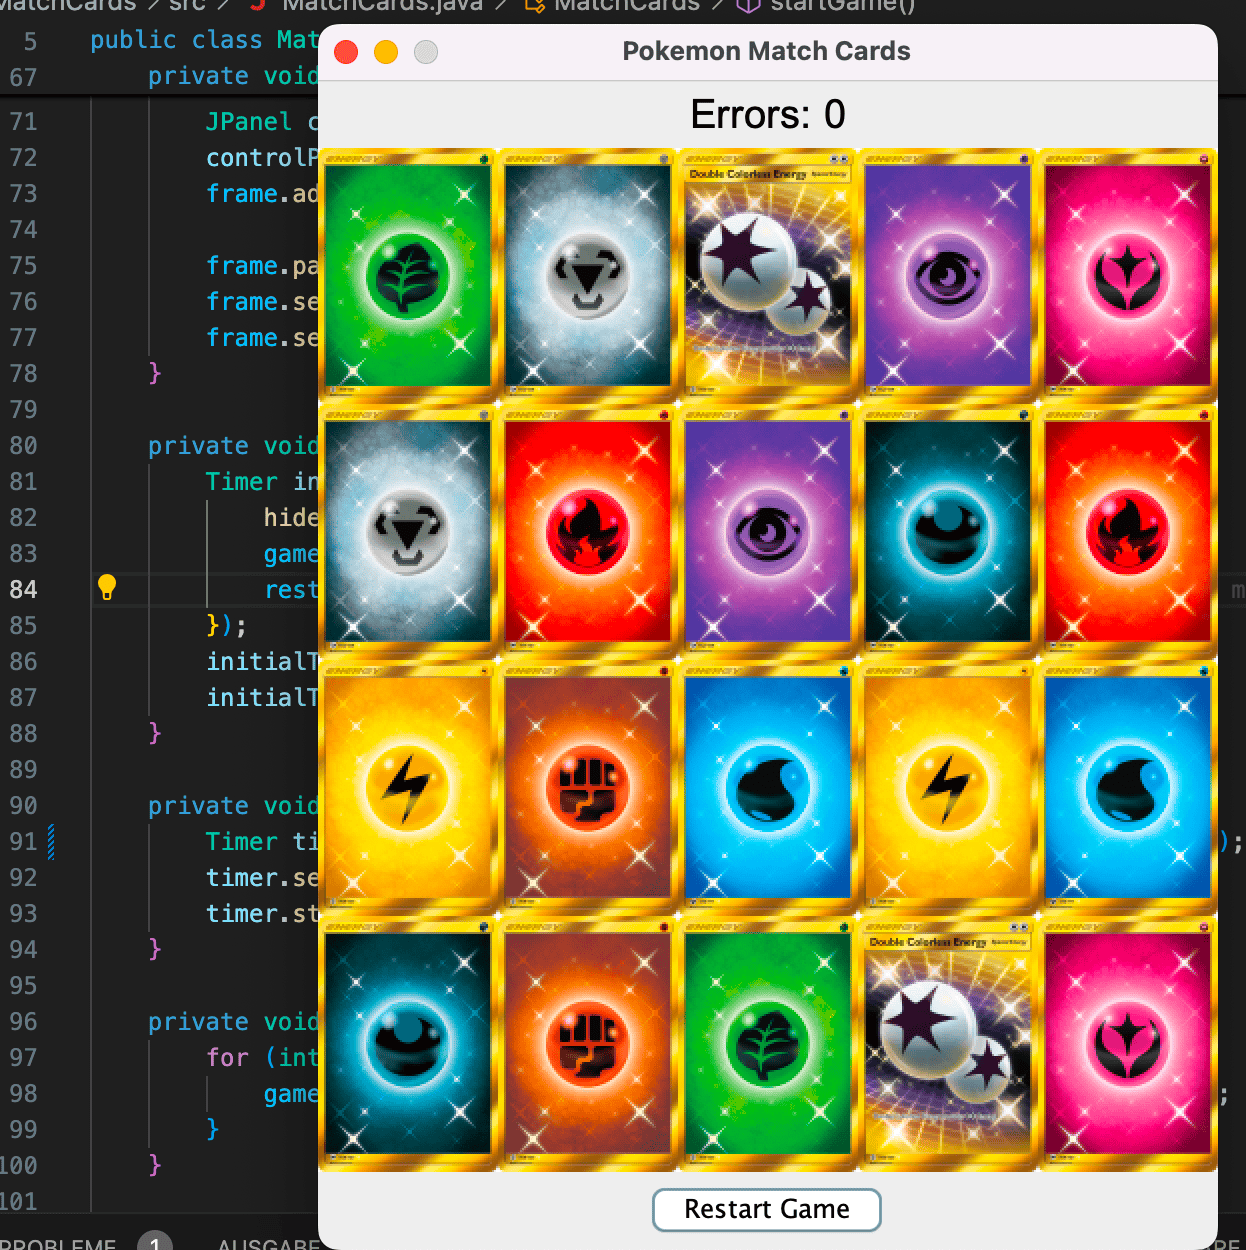 MatchCards > src > J MatchCards.java > MatchCards > startGame()
5 public class Mat
67 private void
Pokemon Match Cards
Errors: 0
71 JPanel c
72 controlP
73 frame.ad
74
75 frame.pa
76 frame.se
77 frame.se
78 }
79
80 private void
81 Timer in
82 hide
83 game
84 rest m
85 });
86 initialT
87 initialT
88 }
89
90 private void
91 Timer ti );
92 timer.se
93 timer.st
94 }
95
96 private void
97 for (int
98 game ;
99 }
100 }
101
Double Colorless Energy
Double Colorless Energy
Restart Game
PROBLEME 1 AUSGABE